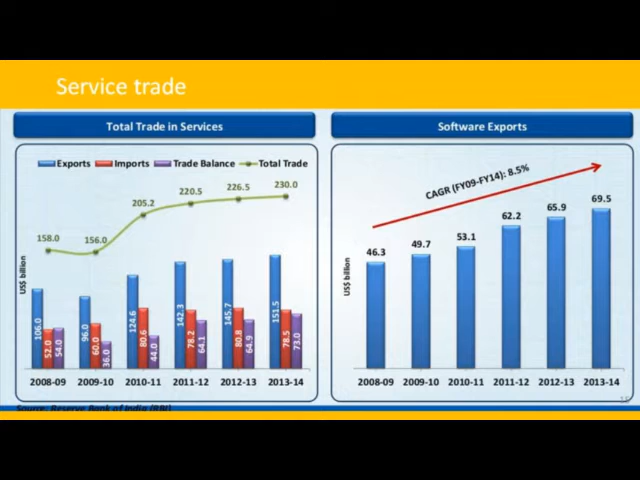 Service trade
Total Trade in Services
Exports Imports Trade Balance Total Trade
US$ billion
158.0 156.0 205.2 220.5 226.5 230.0
106.0 52.0 54.0 96.0 60.0 36.0 124.6 80.6 44.0 142.3 78.2 64.1 145.7 80.8 64.9 151.5 78.5 73.0
2008-09 2009-10 2010-11 2011-12 2012-13 2013-14
Source: Reserve Bank of India (RBI)
Software Exports
CAGR (FY09-FY14): 8.5%
US$ billion
46.3 49.7 53.1 62.2 65.9 69.5
2008-09 2009-10 2010-11 2011-12 2012-13 2013-14